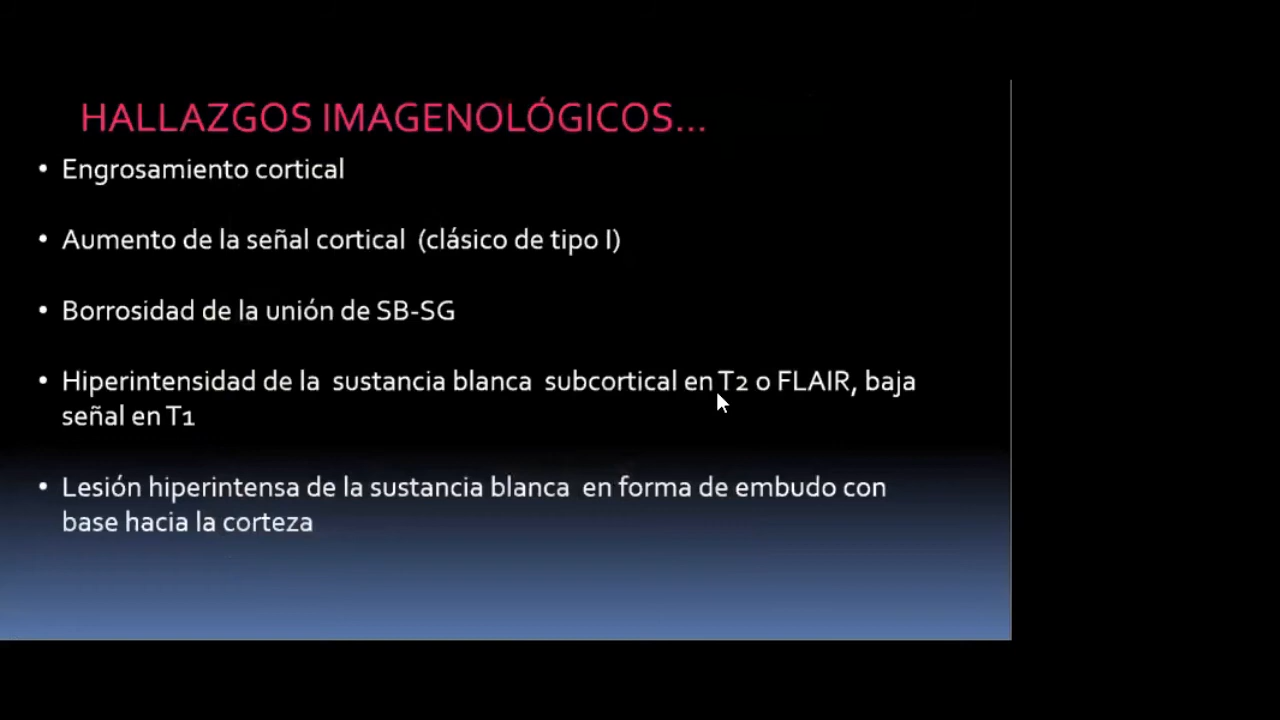 HALLAZGOS IMAGENOLÓGICOS...
• Engrosamiento cortical
• Aumento de la señal cortical (clásico de tipo I)
• Borrosidad de la unión de SB-SG
• Hiperintensidad de la sustancia blanca subcortical en T2 o FLAIR, baja
señal en T1
• Lesión hiperintensa de la sustancia blanca en forma de embudo con
base hacia la corteza